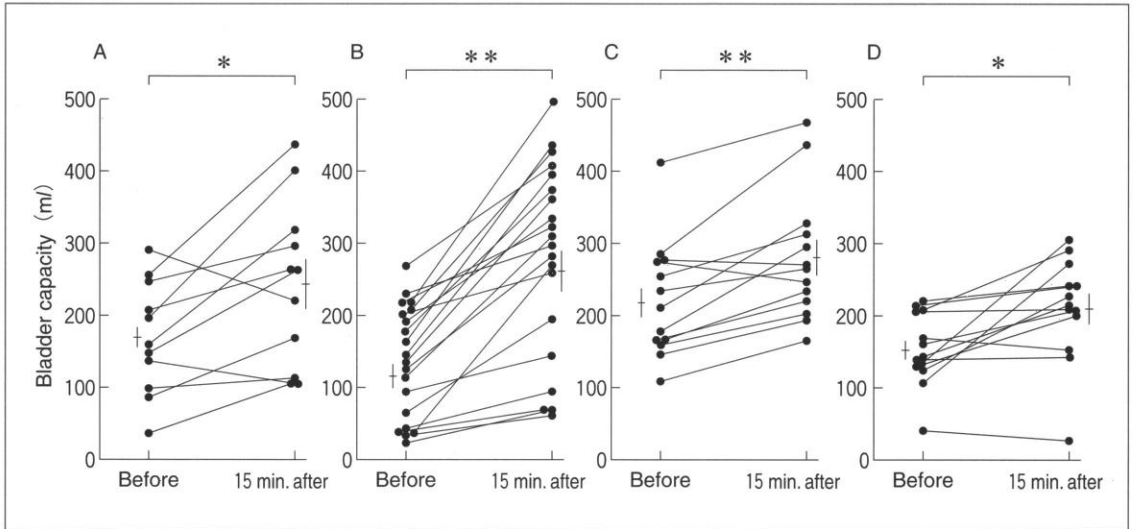 A * B ** C ** D *
500 500 500 500
400 400 400 400
300 300 300 300
200 200 200 200
100 100 100 100
0 0 0 0
Bladder capacity (ml)
Before 15 min. after Before 15 min. after Before 15 min. after Before 15 min. after